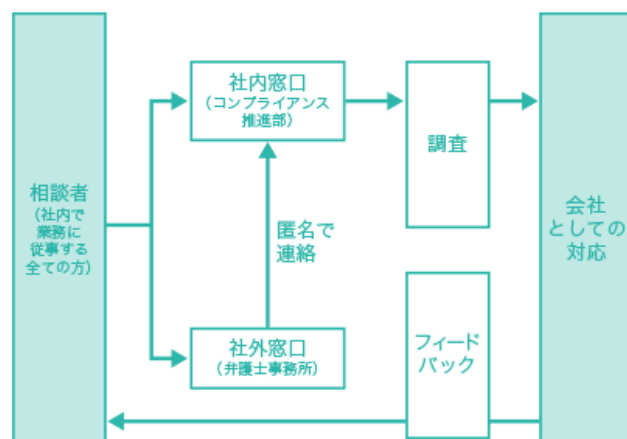 相談者
（社内で
業務に
従事する
全ての方）
社内窓口
（コンプライアンス
推進部）
匿名で
連絡
社外窓口
（弁護士事務所）
調査
フィード
バック
会社
としての
対応